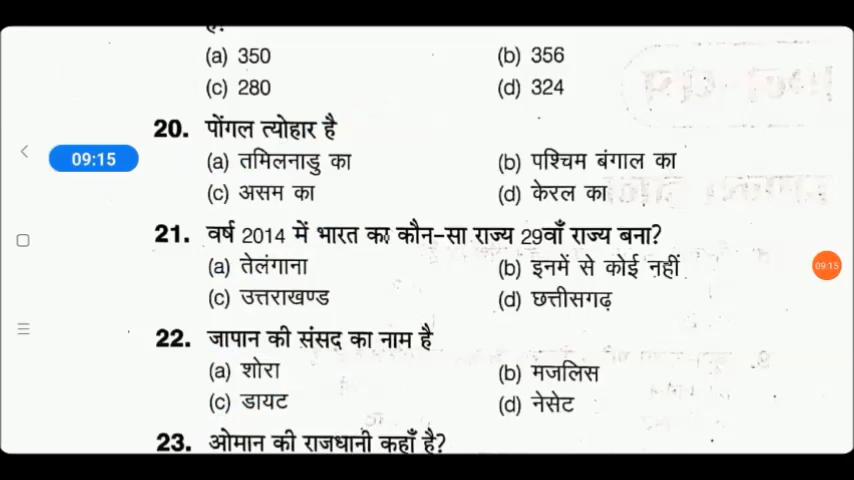 (a) 350 (b) 356
(c) 280 (d) 324
20. पोंगल त्योहार है
(a) तमिलनाडु का (b) पश्चिम बंगाल का
09:15
(c) असम का (d) केरल का
21. वर्ष 2014 में भारत का कौन-सा राज्य 29वाँ राज्य बना?
(a) तेलंगाना (b) इनमें से कोई नहीं
09:15
(c) उत्तराखण्ड (d) छत्तीसगढ़
22. जापान की संसद का नाम है
(a) शोरा (b) मजलिस
(c) डायट (d) नेसेट
23. ओमान की राजधानी कहाँ है?